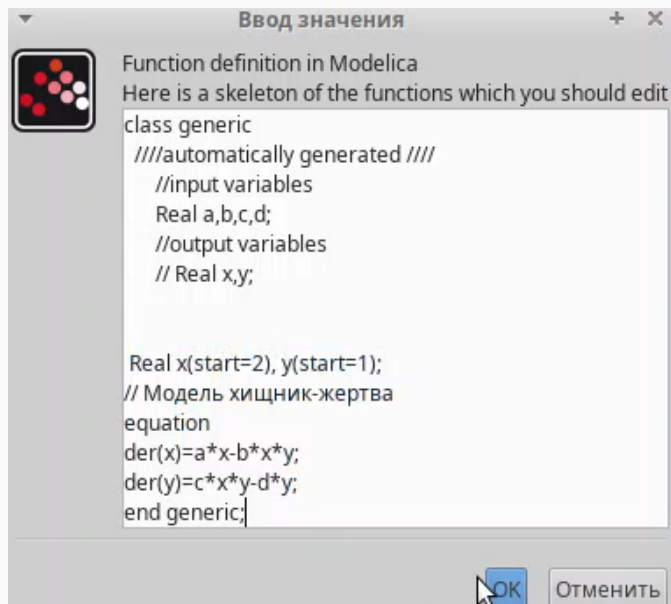 Ввод значения
Function definition in Modelica
Here is a skeleton of the functions which you should edit
class generic
////automatically generated ////
//input variables
Real a,b,c,d;
//output variables
// Real x,y;
Real x(start=2), y(start=1);
// Модель хищник-жертва
equation
der(x)=a*x-b*x*y;
der(y)=c*x*y-d*y;
end generic;
OK Отменить